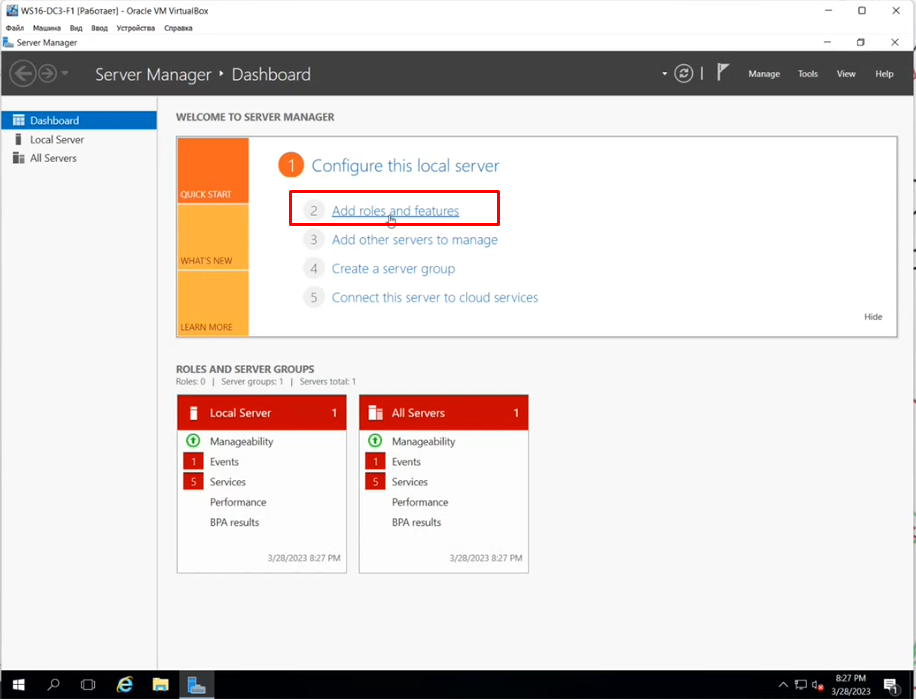 WS16-DC3-F1 [Работает] - Oracle VM VirtualBox
Файл Машина Вид Ввод Устройства Справка
Server Manager
Server Manager • Dashboard
Manage Tools View Help
Dashboard
Local Server
All Servers
WELCOME TO SERVER MANAGER
QUICK START
WHAT'S NEW
LEARN MORE
1 Configure this local server
2 Add roles and features
3 Add other servers to manage
4 Create a server group
5 Connect this server to cloud services
Hide
ROLES AND SERVER GROUPS
Roles: 0 | Server groups: 1 | Servers total: 1
Local Server 1
Manageability
1 Events
5 Services
Performance
BPA results
3/28/2023 8:27 PM
All Servers 1
Manageability
1 Events
5 Services
Performance
BPA results
3/28/2023 8:27 PM
8:27 PM
3/28/2023
1